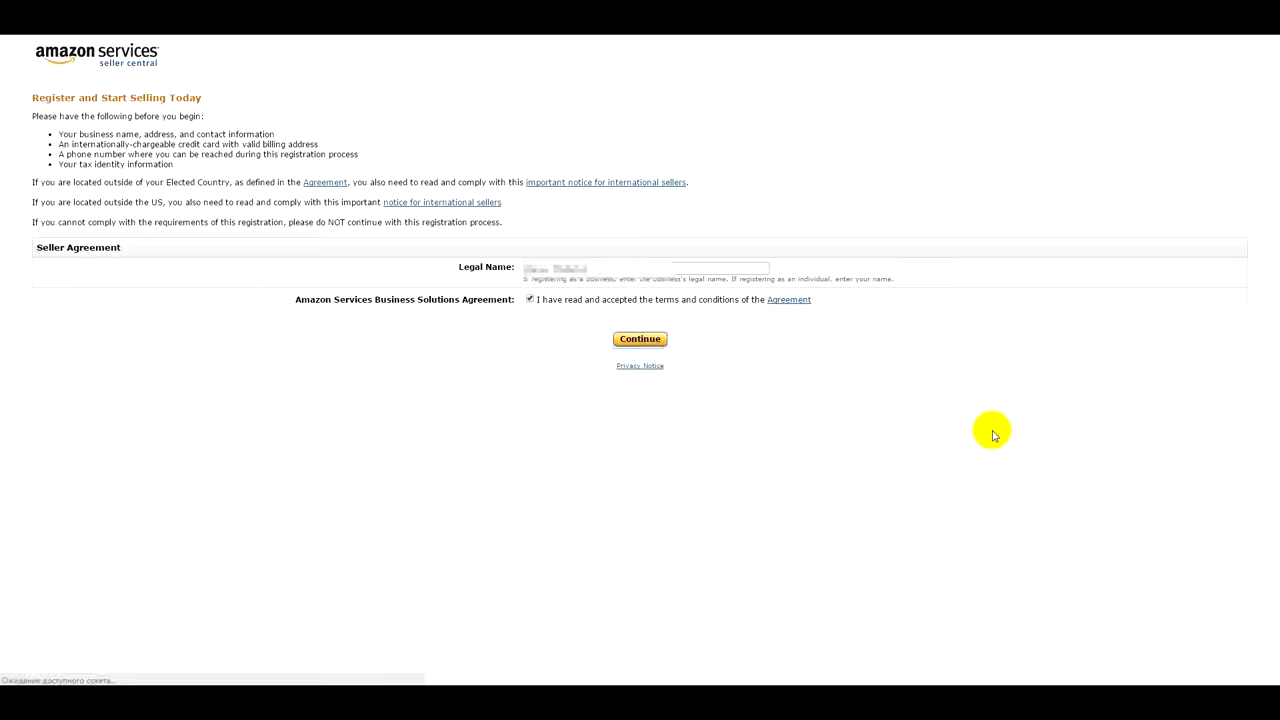 amazon services
seller central
Register and Start Selling Today
Please have the following before you begin:
• Your business name, address, and contact information
• An internationally-chargeable credit card with valid billing address
• A phone number where you can be reached during this registration process
• Your tax identity information
If you are located outside of your Elected Country, as defined in the Agreement, you also need to read and comply with this important notice for international sellers.
If you are located outside the US, you also need to read and comply with this important notice for international sellers
If you cannot comply with the requirements of this registration, please do NOT continue with this registration process.
Seller Agreement
Legal Name:
registering as a business, enter the business's legal name. If registering as an individual, enter your name.
Amazon Services Business Solutions Agreement: I have read and accepted the terms and conditions of the Agreement
Continue
Privacy Notice
Ожидание доступного сокета...